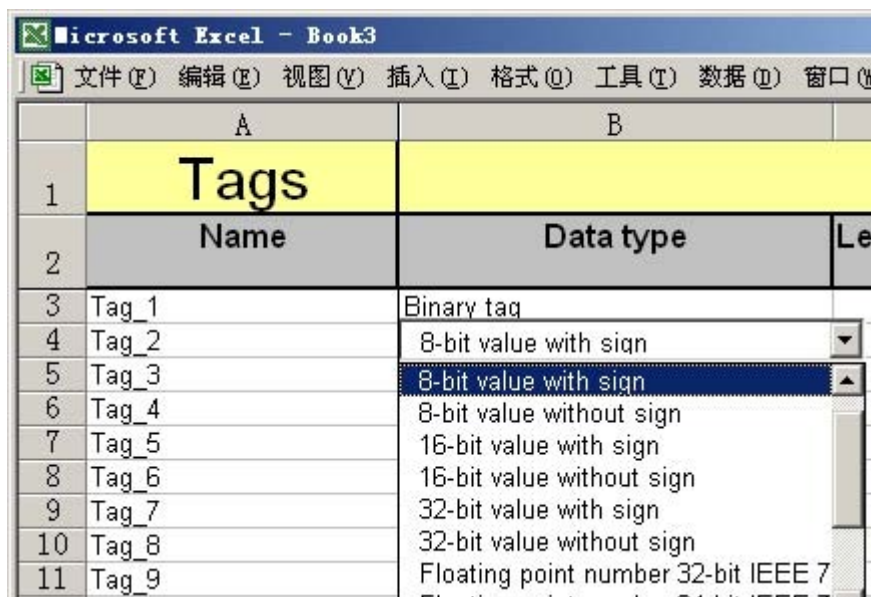 Microsoft Excel - Book3
文件(F) 编辑(E) 视图(V) 插入(I) 格式(O) 工具(T) 数据(D) 窗口(W
A B
1 Tags
2 Name Data type Le
3 Tag_1 Binary tag
4 Tag_2 8-bit value with sign
5 Tag_3 8-bit value with sign
6 Tag_4 8-bit value without sign
7 Tag_5 16-bit value with sign
8 Tag_6 16-bit value without sign
9 Tag_7 32-bit value with sign
10 Tag_8 32-bit value without sign
11 Tag_9 Floating point number 32-bit IEEE 7